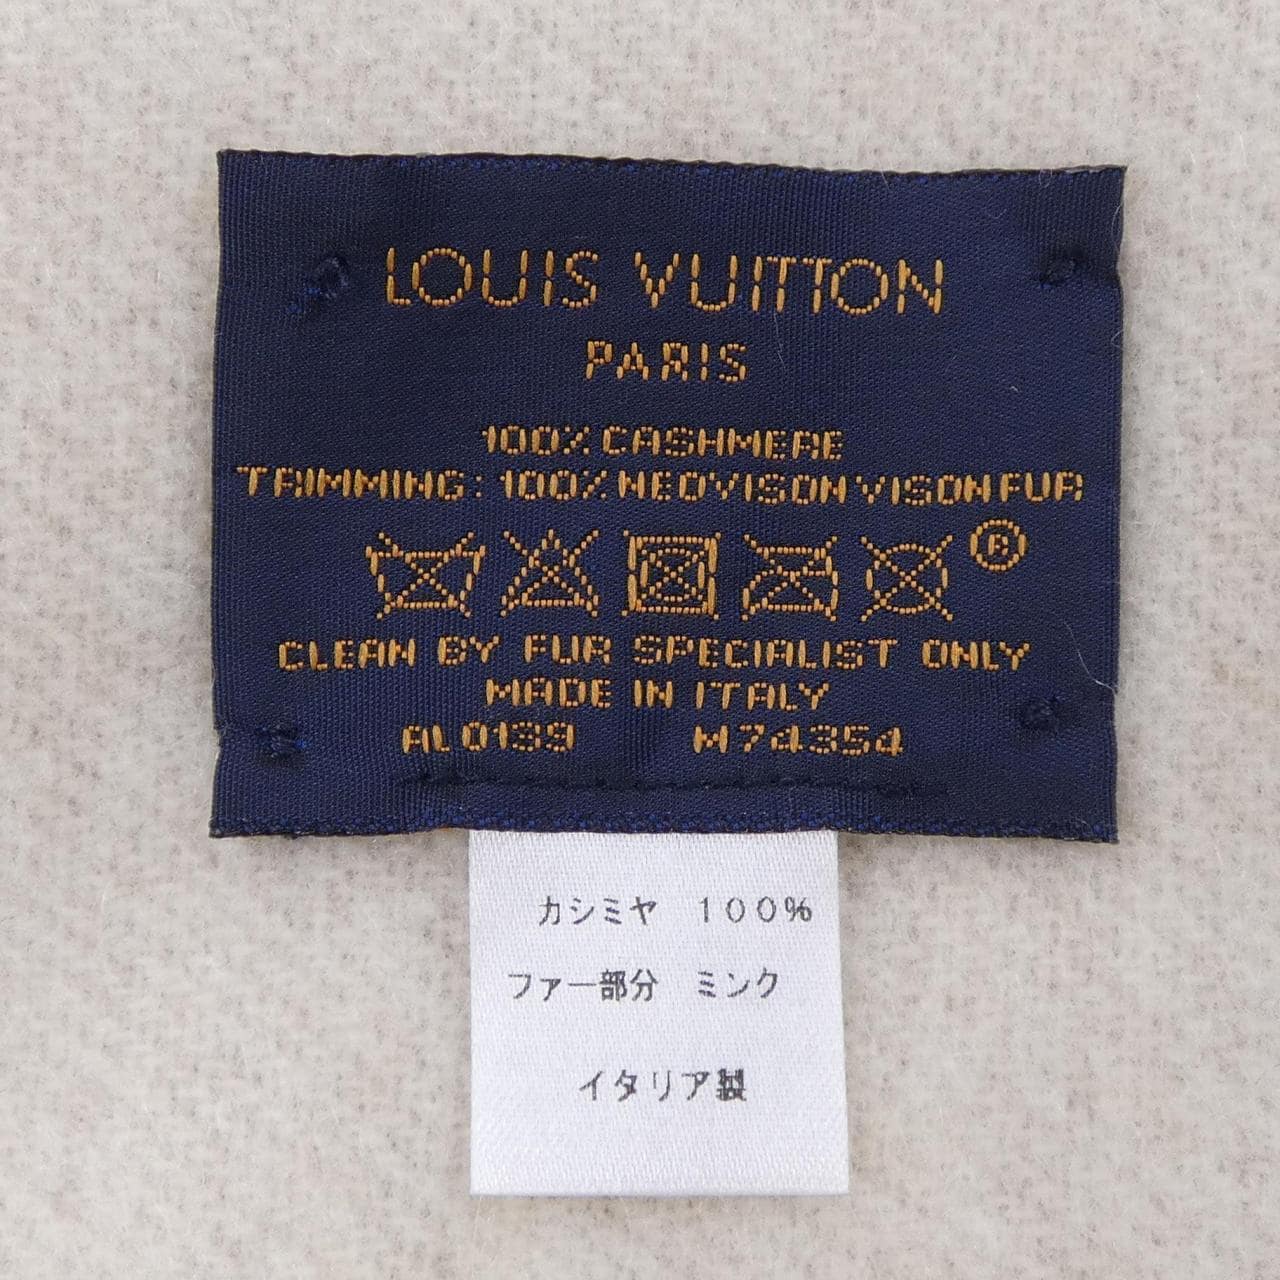 LOUIS VUITTON
PARIS
100% CASHMERE
TRIMMING: 100% NEOVISON VISON FUR
®
CLEAN BY FUR SPECIALIST ONLY
MADE IN ITALY
AL0139 M74354
カシミヤ 100%
ファー部分 ミンク
イタリア製